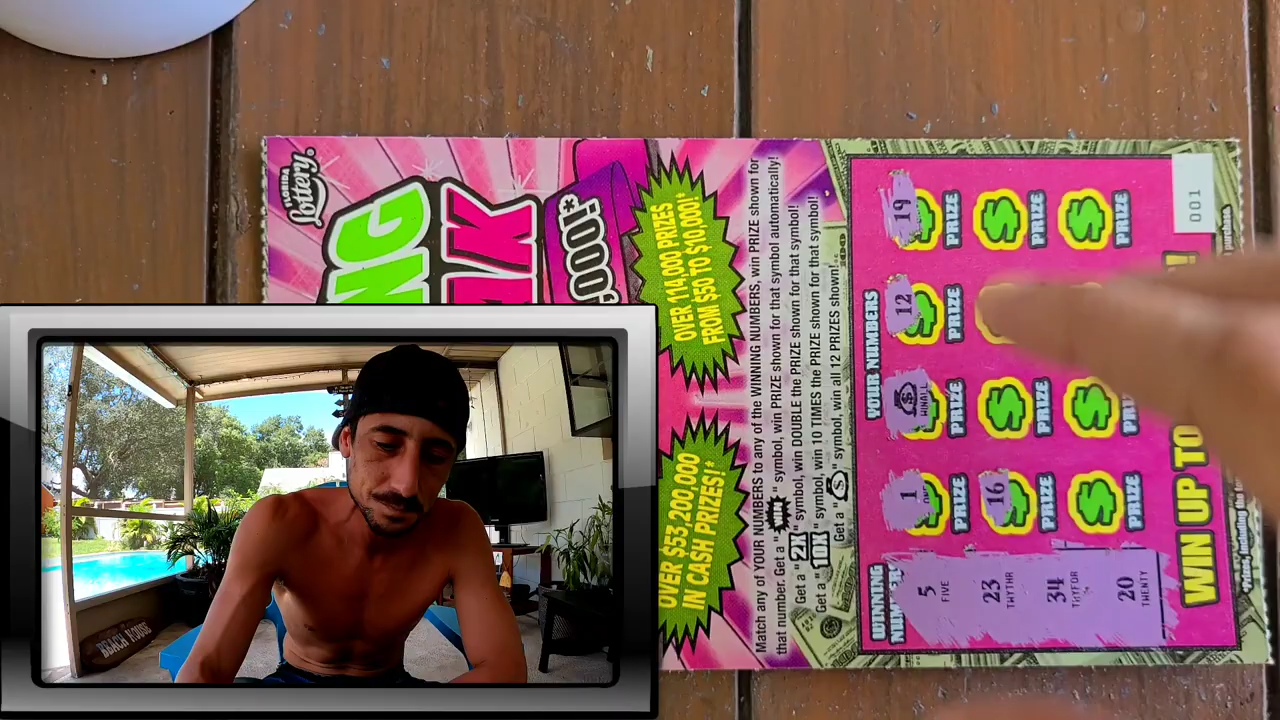 FLORIDA
Lottery®
NG
,000!*
OVER 114,000 PRIZES
FROM $50 TO $10,000!*
OVER $53,200,000
IN CASH PRIZES!*
Match any of YOUR NUMBERS to any of the WINNING NUMBERS, win PRIZE shown for
that number. Get a "WIN" symbol, win PRIZE shown for that symbol automatically!
Get a "2X" symbol, win DOUBLE the PRIZE shown for that symbol!
Get a "10X" symbol, win 10 TIMES the PRIZE shown for that symbol!
Get a "$" symbol, win all 12 PRIZES shown!
WINNING
5
FIVE
23
TWYTHR
34
THYFOR
20
TWENTY
YOUR NUMBERS
1 $ WINALL 12 19
PRIZE PRIZE PRIZE PRIZE
16 $ $
PRIZE PRIZE PRIZE
$ $ $
PRIZE PRIZE
WIN UP TO
001
BEACH HOUSE